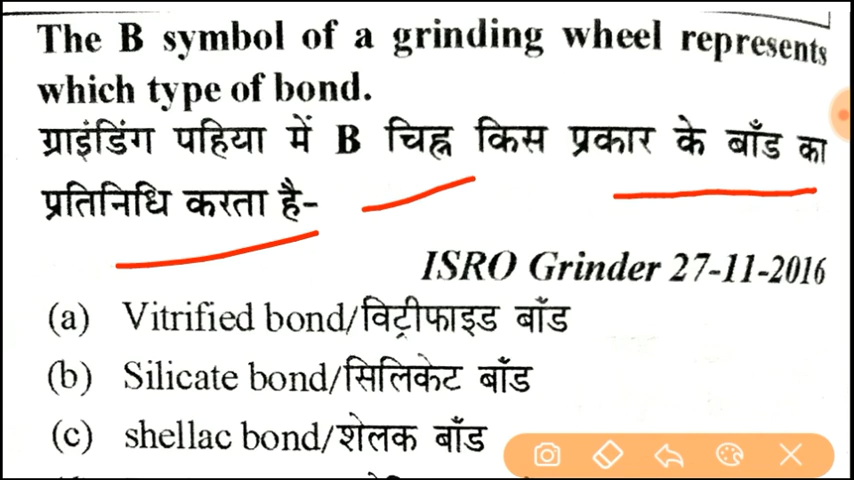 The B symbol of a grinding wheel represents
which type of bond.
ग्राइंडिंग पहिया में B चिह्न किस प्रकार के बाँड का
प्रतिनिधि करता है-
ISRO Grinder 27-11-2016
(a) Vitrified bond/विट्रीफाइड बाँड
(b) Silicate bond/सिलिकेट बाँड
(c) shellac bond/शेलक बाँड